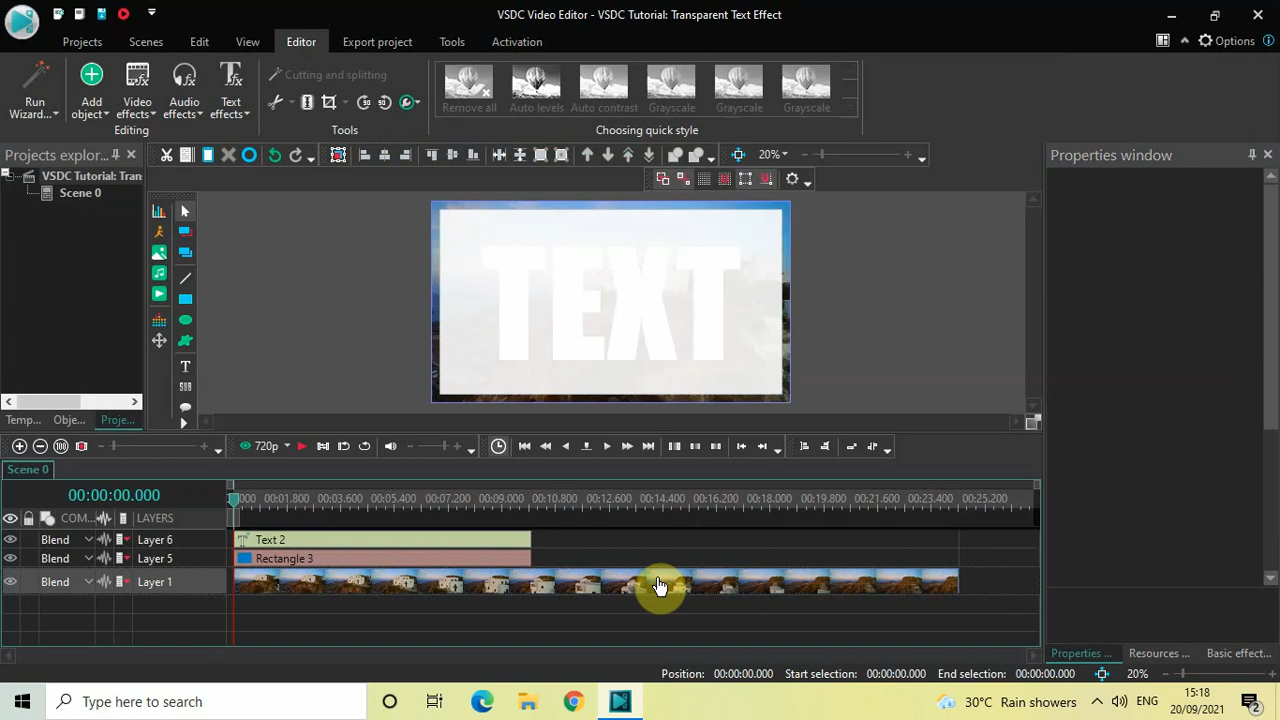 VSDC Video Editor - VSDC Tutorial: Transparent Text Effect
Projects Scenes Edit View Editor Export project Tools Activation Options
Run Wizard...
Add object
Video effects
Audio effects
Text effects
Editing
Cutting and splitting
Tools
Remove all Auto levels Auto contrast Grayscale Grayscale Grayscale
Choosing quick style
Projects explor...
20%
Properties window
VSDC Tutorial: Tran
Scene 0
TEXT
Temp... Obje... Proje...
720p
Scene 0
00:00:00.000
000 00:01.800 00:03.600 00:05.400 00:07.200 00:09.000 00:10.800 00:12.600 00:14.400 00:16.200 00:18.000 00:19.800 00:21.600 00:23.400 00:25.200
COM... LAYERS
Blend Layer 6 Text 2
Blend Layer 5 Rectangle 3
Blend Layer 1
Properties ... Resources ... Basic effect...
Position: 00:00:00.000 Start selection: 00:00:00.000 End selection: 00:00:00.000 20%
Type here to search
30°C Rain showers ENG
15:18
20/09/2021
2